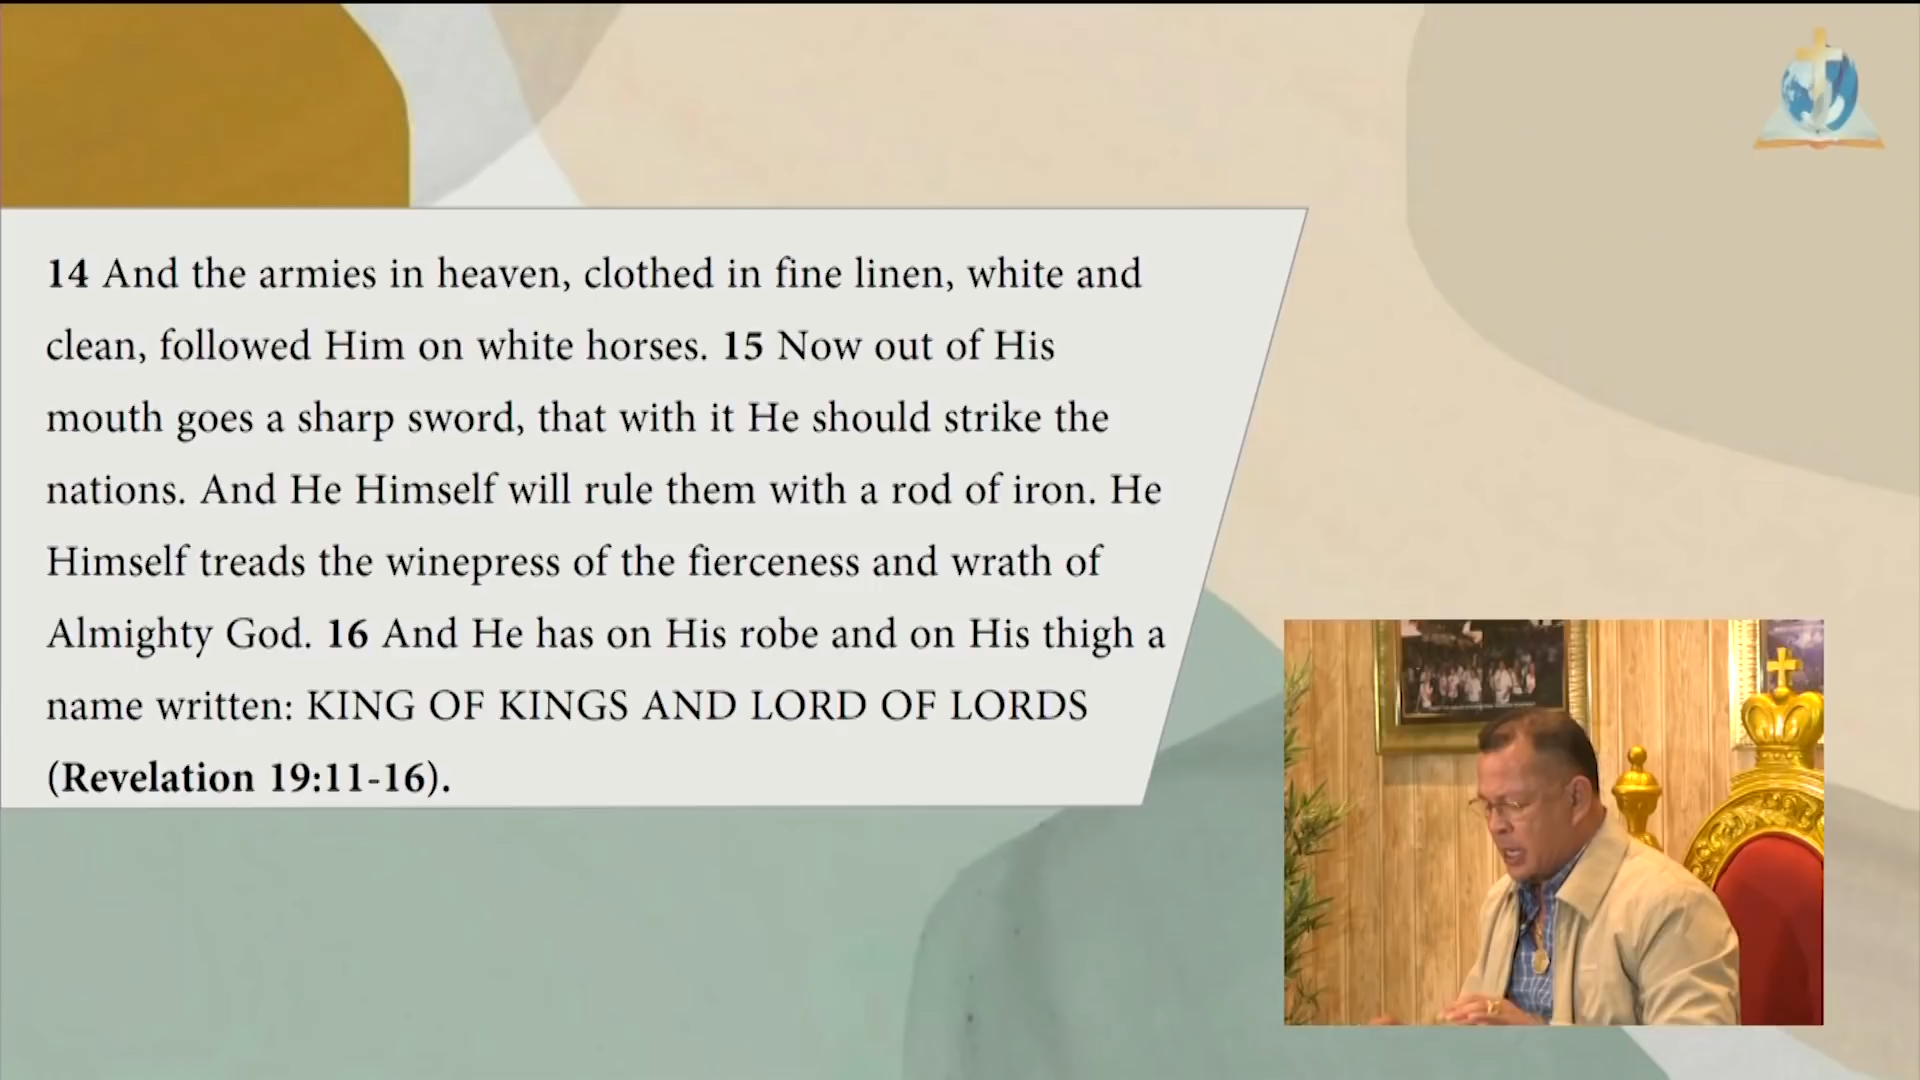 14 And the armies in heaven, clothed in fine linen, white and
clean, followed Him on white horses. 15 Now out of His
mouth goes a sharp sword, that with it He should strike the
nations. And He Himself will rule them with a rod of iron. He
Himself treads the winepress of the fierceness and wrath of
Almighty God. 16 And He has on His robe and on His thigh a
name written: KING OF KINGS AND LORD OF LORDS
(Revelation 19:11-16).